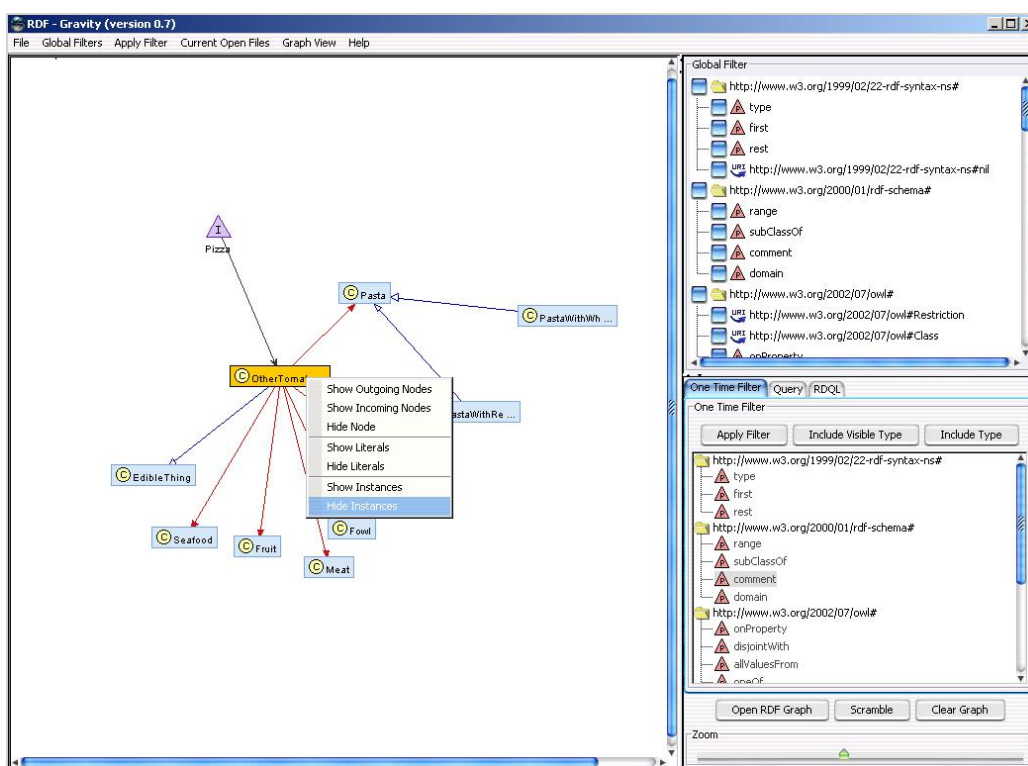 RDF - Gravity (version 0.7)
File Global Filters Apply Filter Current Open Files Graph View Help
I
Pizza
C Pasta
C PastaWithWh ...
C OtherTomat
astaWithRe ...
C EdibleThing
C Seafood
C Fruit
C Fowl
C Meat
Show Outgoing Nodes
Show Incoming Nodes
Hide Node
Show Literals
Hide Literals
Show Instances
Hide Instances
Global Filter
http://www.w3.org/1999/02/22-rdf-syntax-ns#
P type
P first
P rest
URI http://www.w3.org/1999/02/22-rdf-syntax-ns#nil
http://www.w3.org/2000/01/rdf-schema#
P range
P subClassOf
P comment
P domain
http://www.w3.org/2002/07/owl#
URI http://www.w3.org/2002/07/owl#Restriction
URI http://www.w3.org/2002/07/owl#Class
P onProperty
One Time Filter Query RDQL
One Time Filter
Apply Filter Include Visible Type Include Type
http://www.w3.org/1999/02/22-rdf-syntax-ns#
P type
P first
P rest
http://www.w3.org/2000/01/rdf-schema#
P range
P subClassOf
P comment
P domain
http://www.w3.org/2002/07/owl#
P onProperty
P disjointWith
P allValuesFrom
P oneOf
Open RDF Graph Scramble Clear Graph
Zoom